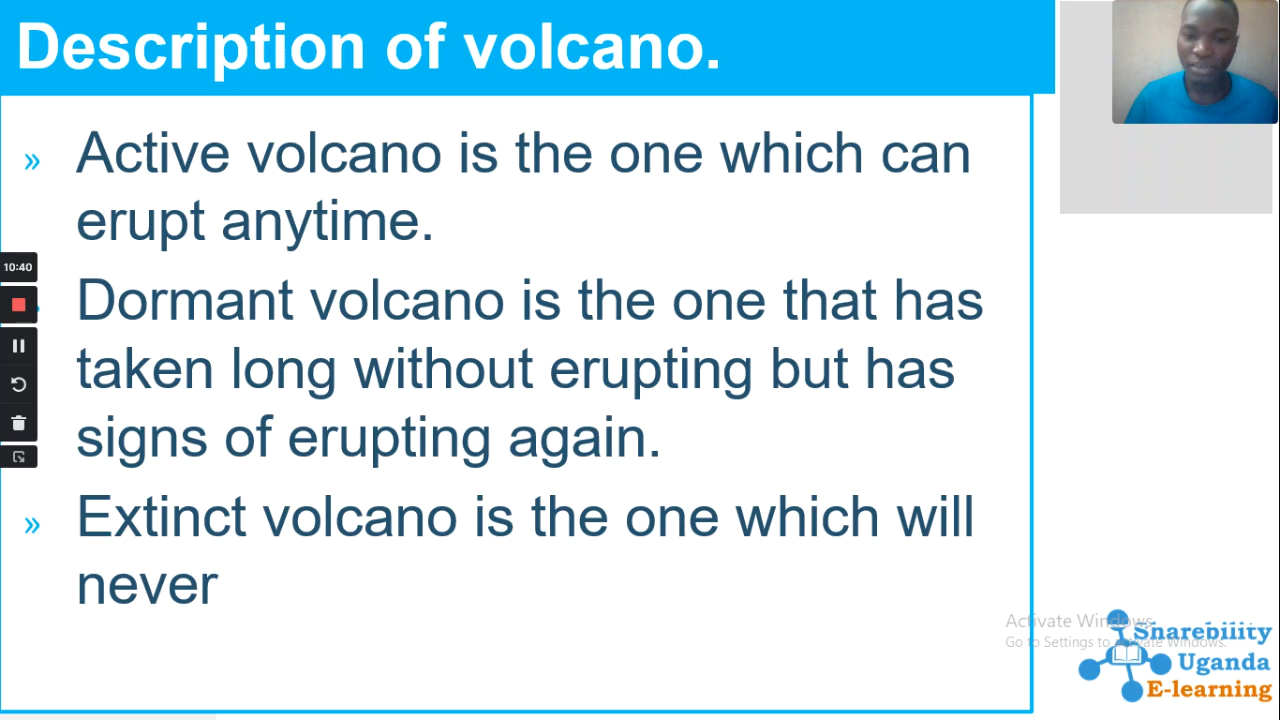 Description of volcano.
» Active volcano is the one which can
erupt anytime.
Dormant volcano is the one that has
taken long without erupting but has
signs of erupting again.
» Extinct volcano is the one which will
never
10:40
Activate Windows
Go to Settings to activate Windows.
Sharebility
Uganda
E-learning